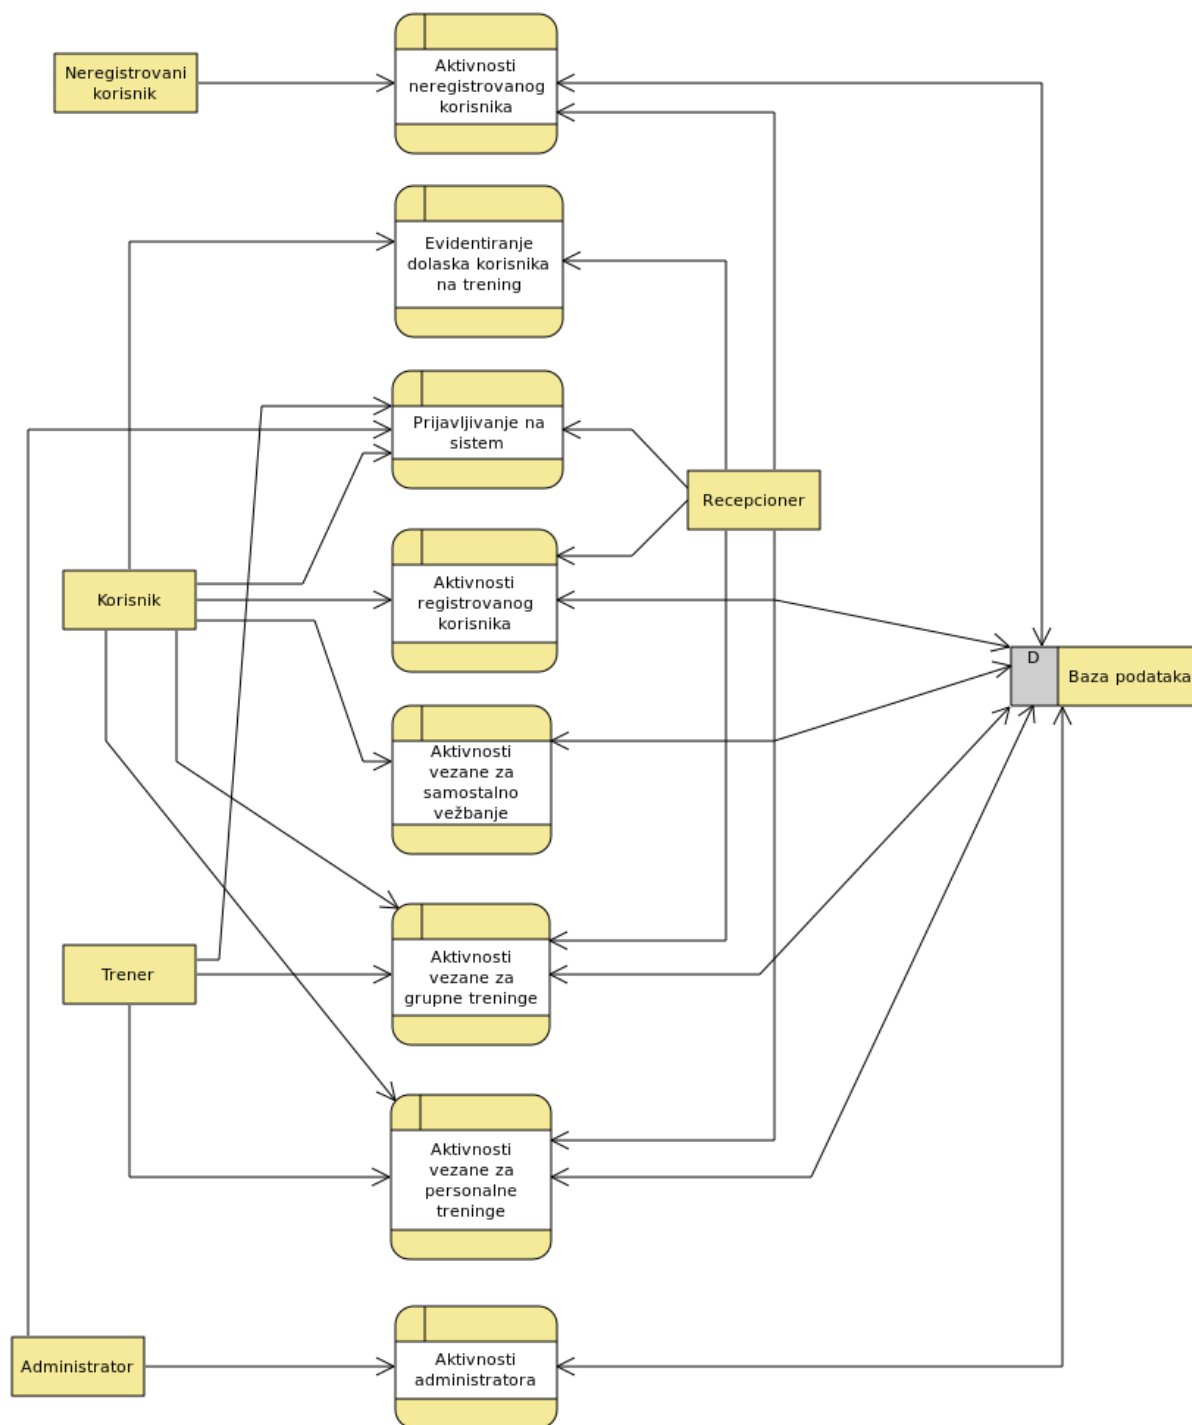 Neregistrovani
korisnik
Aktivnosti
neregistrovanog
korisnika
Evidentiranje
dolaska korisnika
na trening
Prijavljivanje na
sistem
Recepcioner
Korisnik
Aktivnosti
registrovanog
korisnika
D
Baza podataka
Aktivnosti
vezane za
samostalno
vežbanje
Trener
Aktivnosti
vezane za
grupne treninge
Aktivnosti
vezane za
personalne
treninge
Administrator
Aktivnosti
administratora